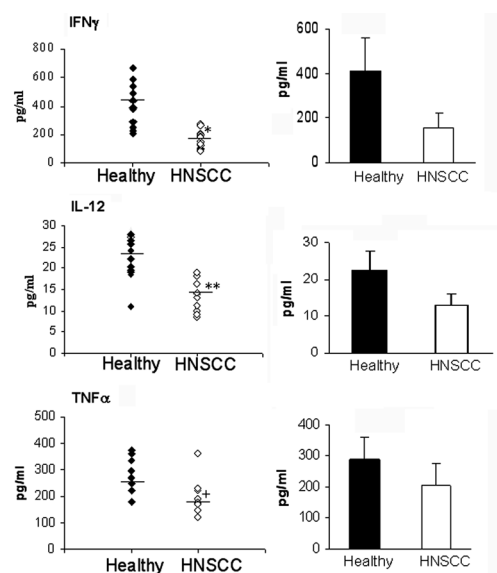 IFNγ
pg/ml
800
600
400
200
0
*
Healthy HNSCC
pg/ml
600
400
200
0
Healthy HNSCC
IL-12
pg/ml
30
25
20
15
10
5
0
**
Healthy HNSCC
pg/ml
30
20
10
0
Healthy HNSCC
TNFα
pg/ml
500
400
300
200
100
0
+
Healthy HNSCC
pg/ml
400
300
200
100
0
Healthy HNSCC